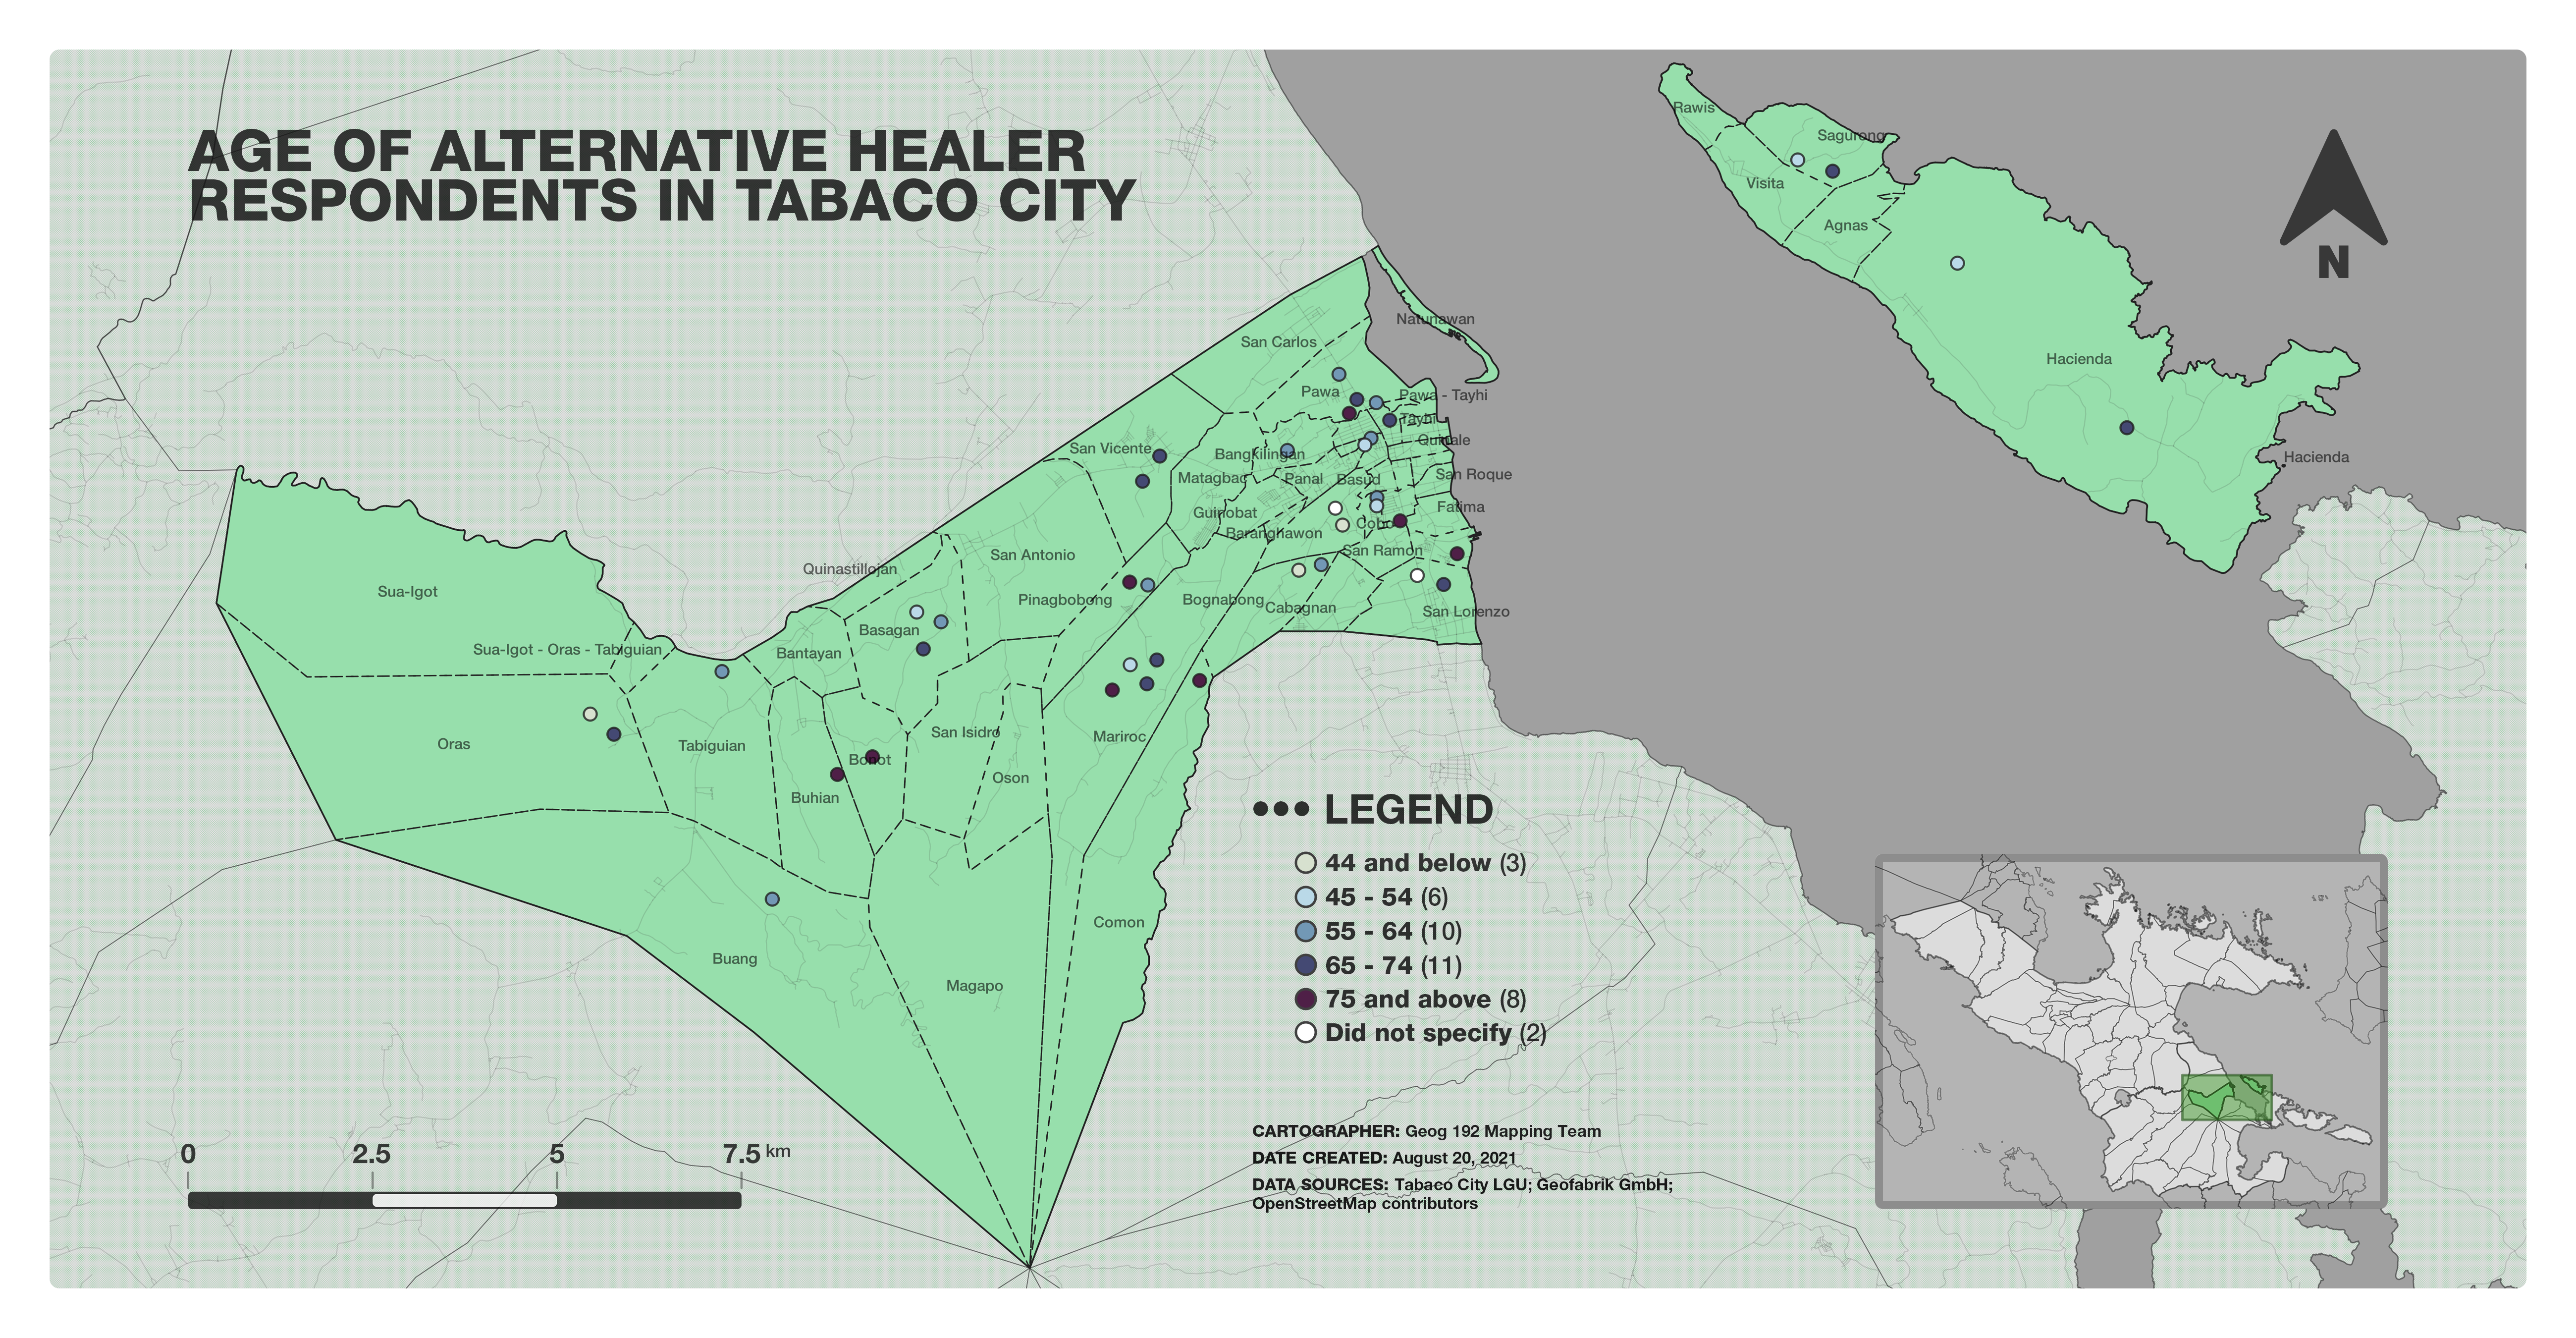 AGE OF ALTERNATIVE HEALER
RESPONDENTS IN TABACO CITY
Rawis
Sagurong
Visita
Agnas
N
Natunawan
San Carlos
Hacienda
Pawa
Pawa - Tayhi
Tayhi
Quinale
San Vicente
Bangkilingan
Hacienda
Matagbac
Panal
Basud
San Roque
Guinobat
Fatima
Cobo
Baranghawon
San Antonio
San Ramon
Quinastillojan
Sua-Igot
Pinagbobong
Bognabong
Cabagnan
San Lorenzo
Basagan
Sua-Igot - Oras - Tabiguian
Bantayan
Oras
Tabiguian
San Isidro
Mariroc
Bonot
Oson
Buhian
LEGEND
44 and below (3)
45 - 54 (6)
55 - 64 (10)
65 - 74 (11)
75 and above (8)
Did not specify (2)
Comon
Buang
Magapo
CARTOGRAPHER: Geog 192 Mapping Team
DATE CREATED: August 20, 2021
DATA SOURCES: Tabaco City LGU; Geofabrik GmbH;
OpenStreetMap contributors
0 2.5 5 7.5 km